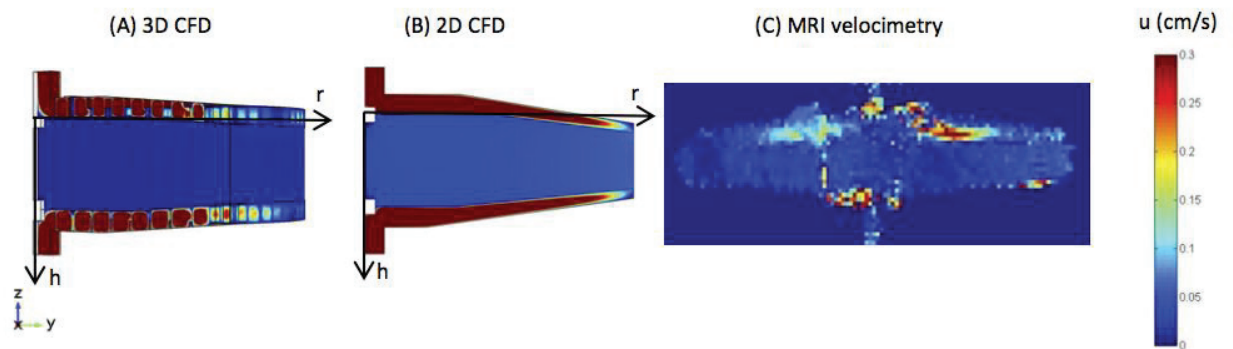 (A) 3D CFD
(B) 2D CFD
(C) MRI velocimetry
u (cm/s)
r
h
z
x
y
r
h
0.3
0.25
0.2
0.15
0.1
0.05
0